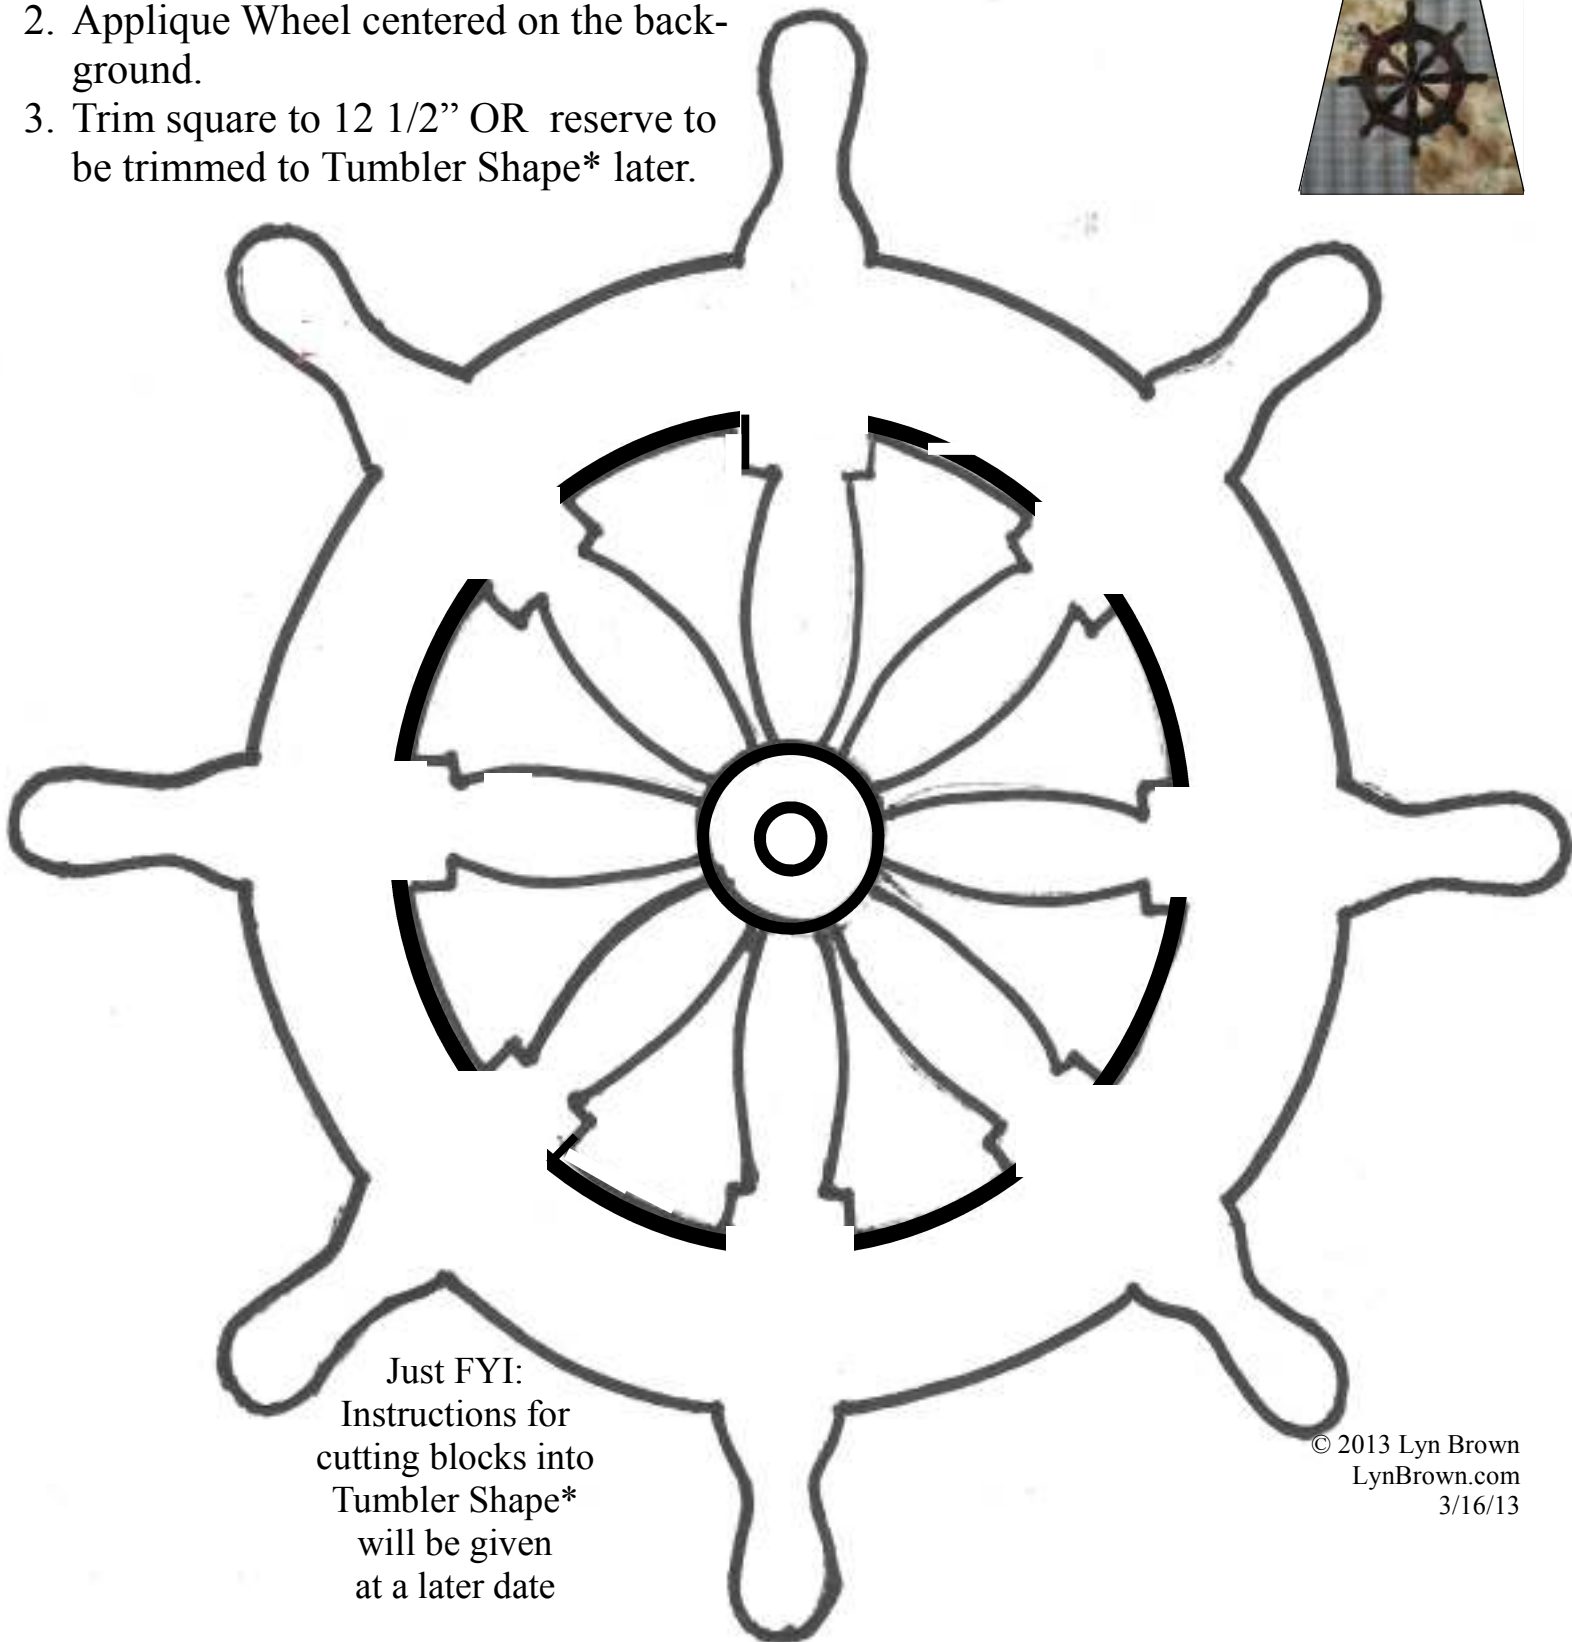 2. Applique Wheel centered on the back-
ground.
3. Trim square to 12 1/2” OR  reserve to
be trimmed to Tumbler Shape* later.
Just FYI:
Instructions for
cutting blocks into
Tumbler Shape*
will be given
at a later date
© 2013 Lyn Brown
LynBrown.com
3/16/13